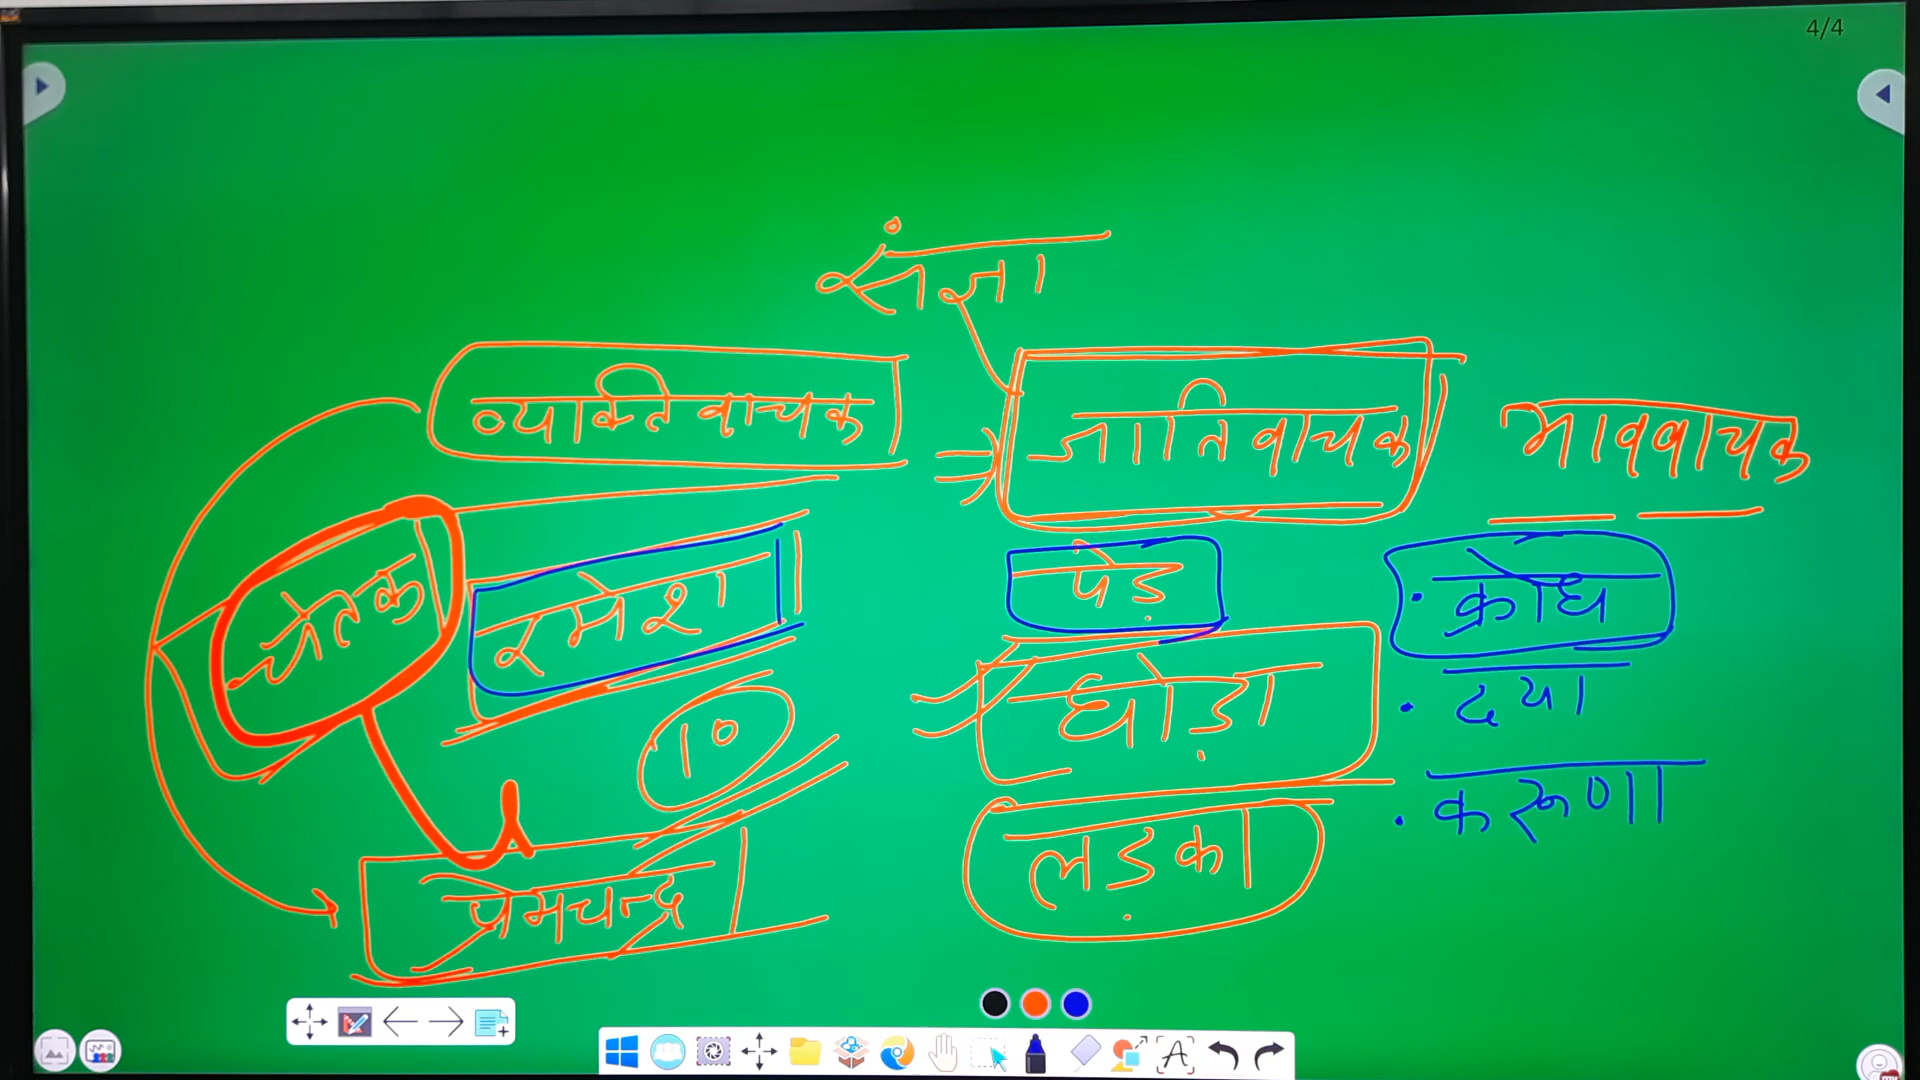 4/4
संज्ञा
व्यक्तिवाचक जातिवाचक भाववाचक
चेतक रमेश पेड़ क्रोध
10 घोड़ा दया
प्रेमचन्द्र लड़का करूणा